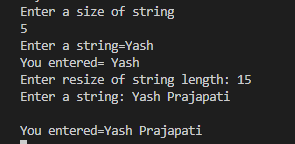 Enter a size of string
5
Enter a string=Yash
You entered= Yash
Enter resize of string length: 15
Enter a string: Yash Prajapati
You entered=Yash Prajapati